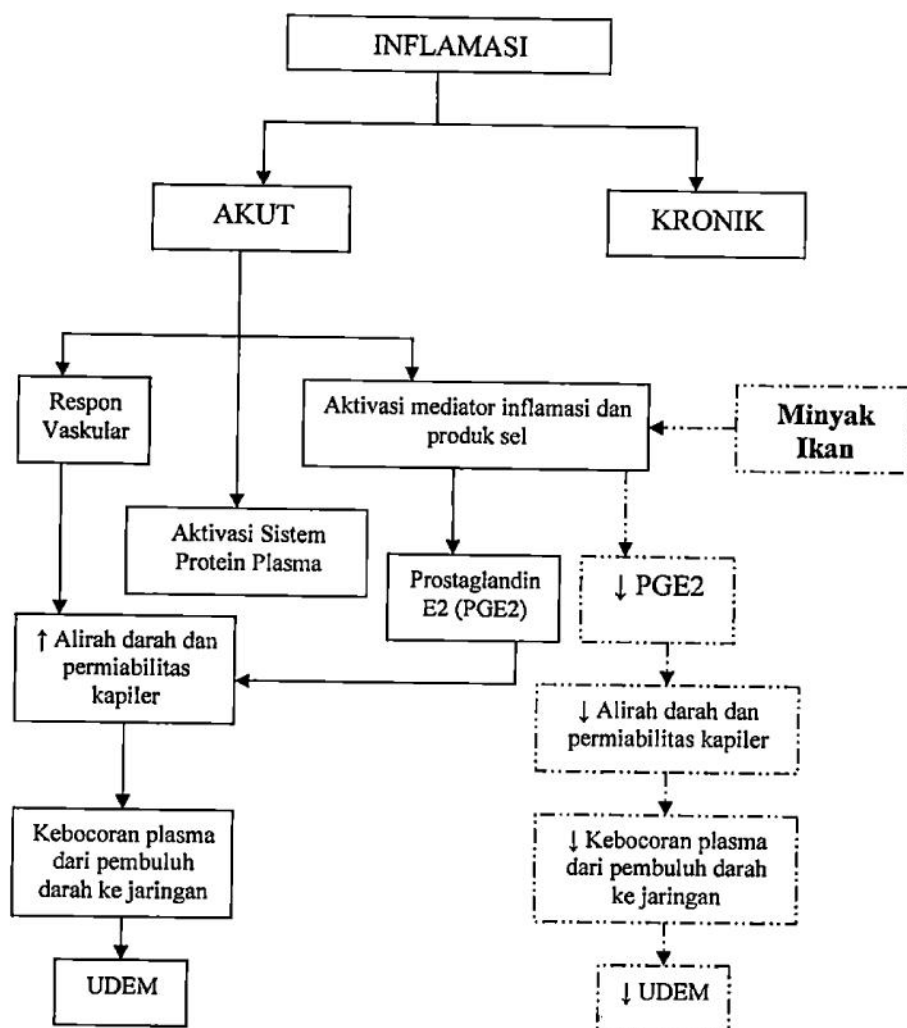 INFLAMASI
AKUT
KRONIK
Respon
Vaskular
Aktivasi mediator inflamasi dan
produk sel
Minyak
Ikan
Aktivasi Sistem
Protein Plasma
Prostaglandin
E2 (PGE2)
↓ PGE2
↑ Alirah darah dan
permiabilitas
kapiler
↓ Alirah darah dan
permiabilitas kapiler
Kebocoran plasma
dari pembuluh
darah ke jaringan
↓ Kebocoran plasma
dari pembuluh darah
ke jaringan
UDEM
↓ UDEM